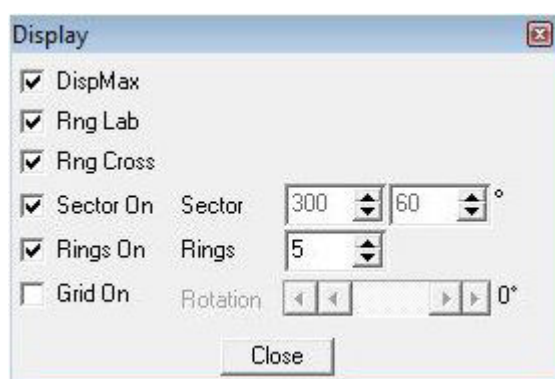 Display
DispMax
Rng Lab
Rng Cross
Sector On Sector 300 60 °
Rings On Rings 5
Grid On Rotation 0°
Close